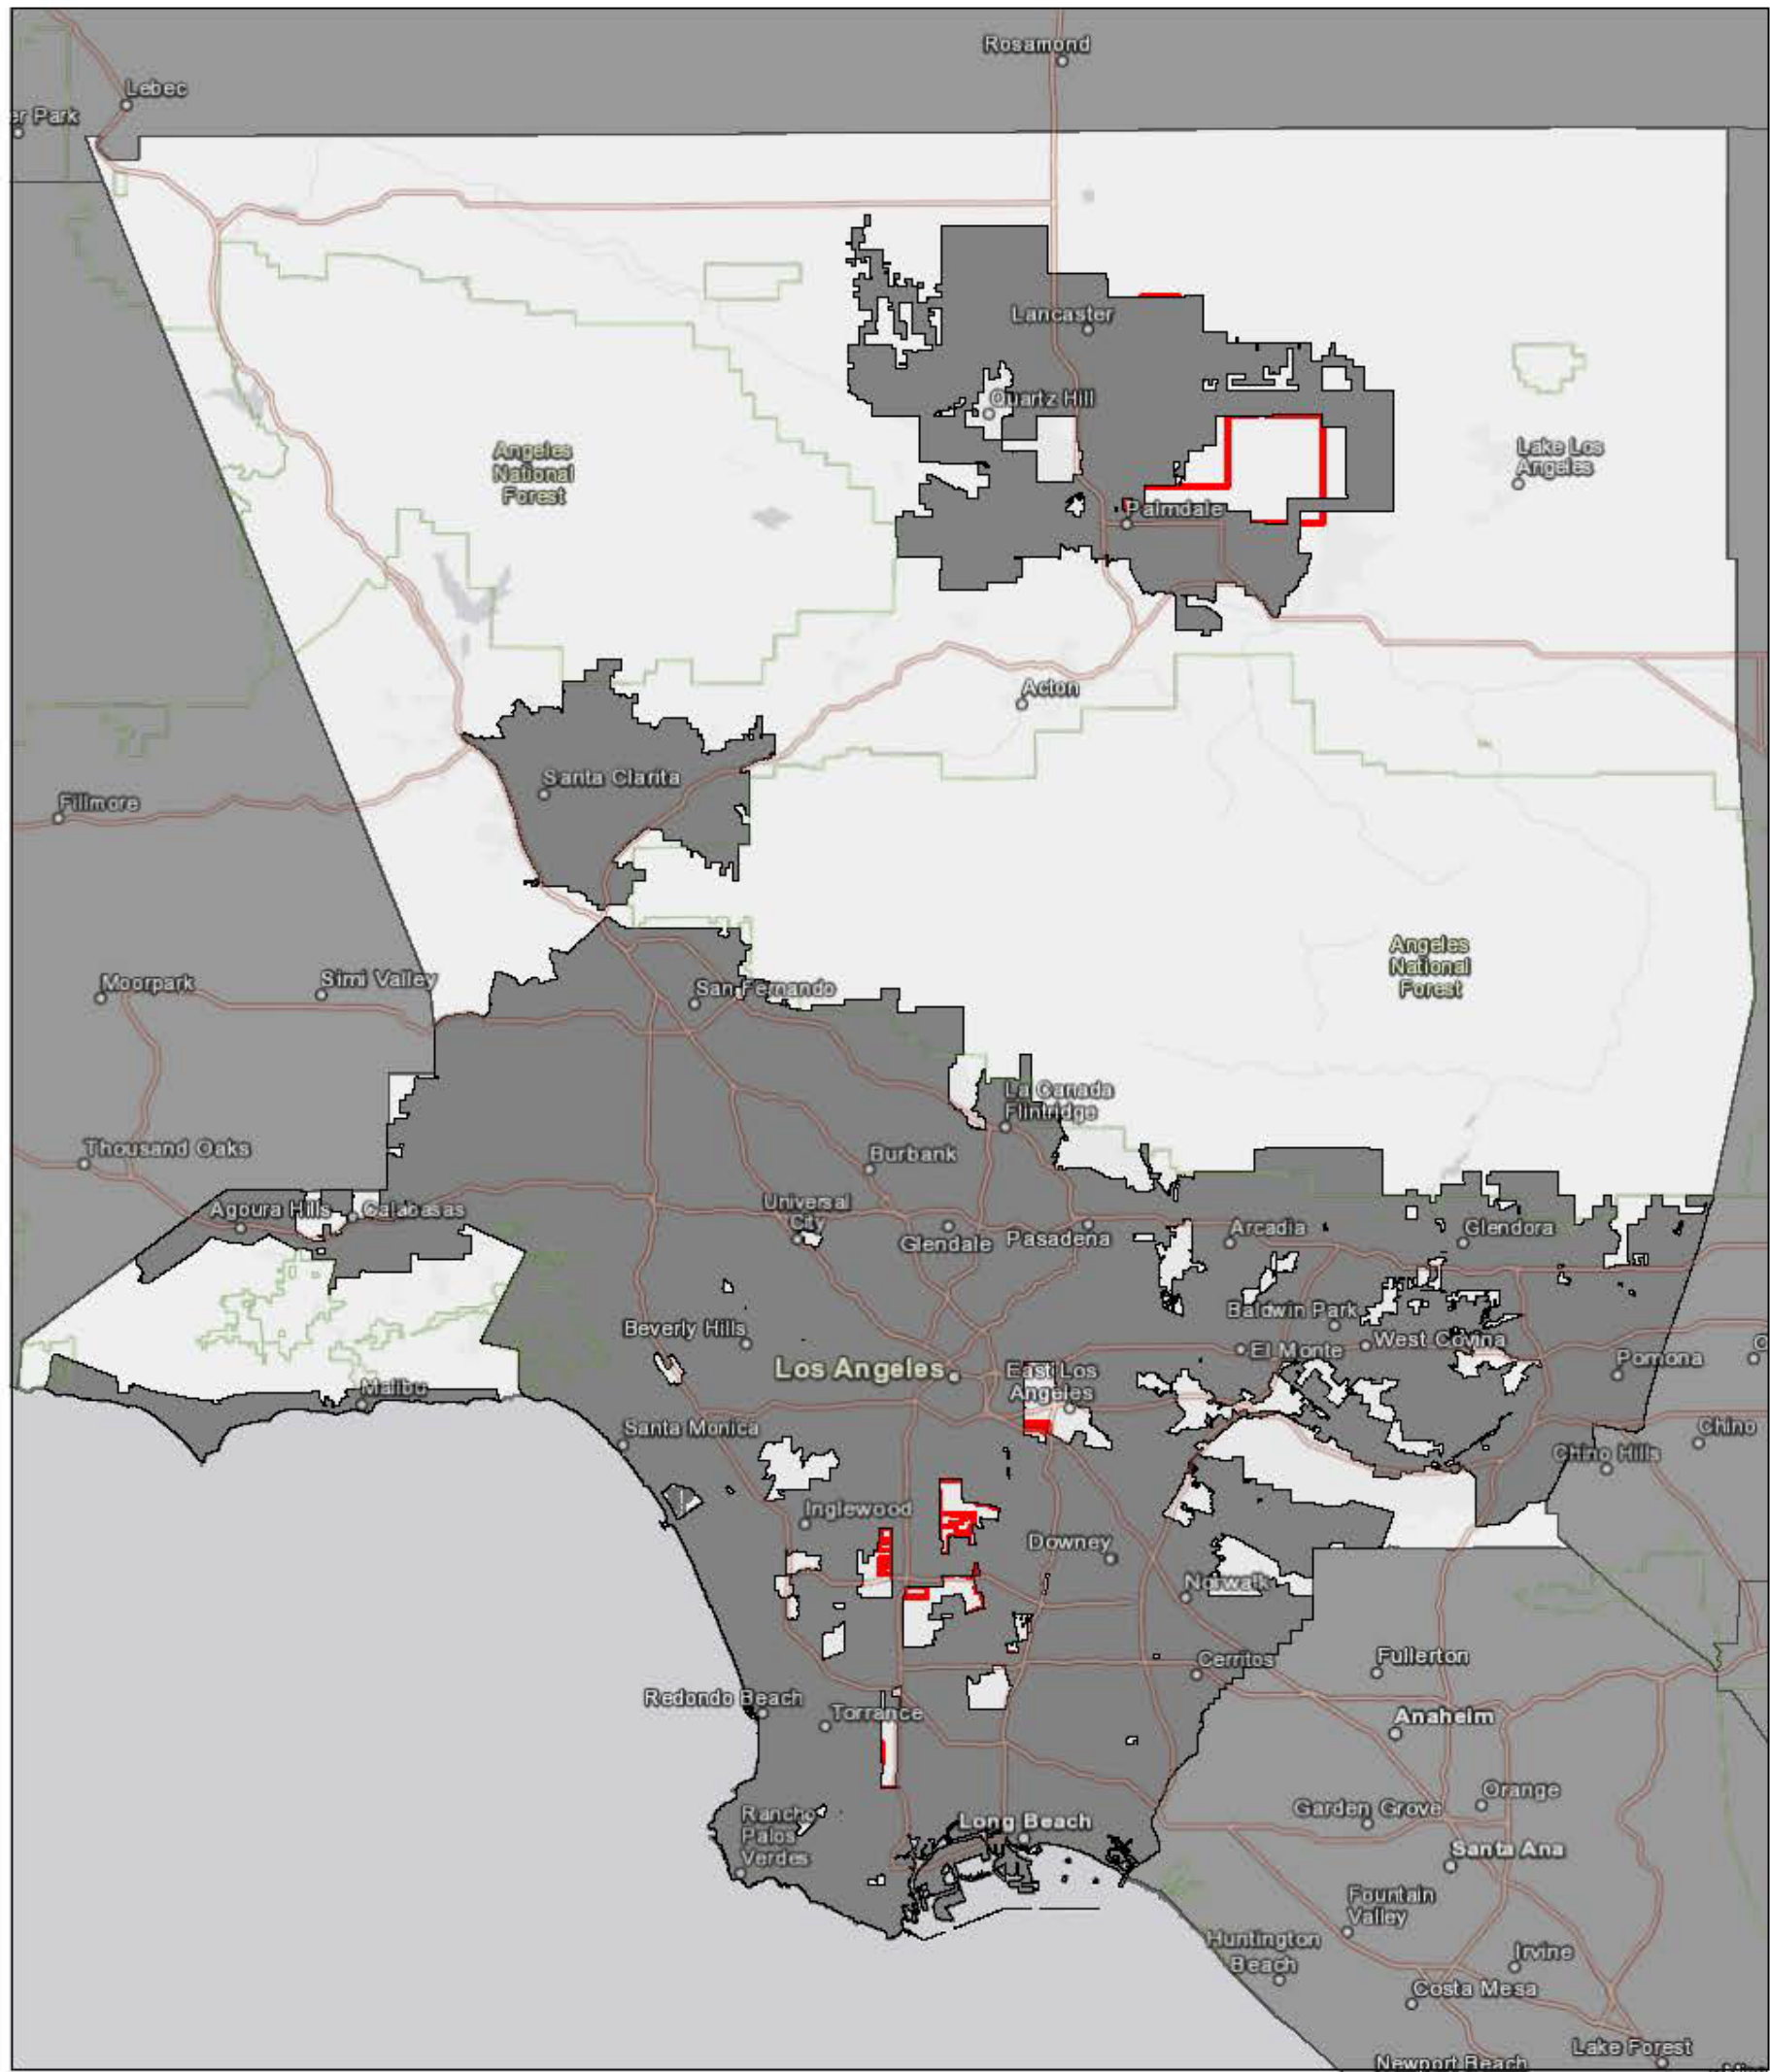 Rosamond
Lebec
er Park
Lancaster
Quartz Hill
Angeles
National
Forest
Lake Los
Angeles
Palmdale
Acton
Santa Clarita
Fillmore
Angeles
National
Forest
Moorpark
Simi Valley
San Fernando
La Canada
Flintridge
Thousand Oaks
Burbank
Agoura Hills
Calabasas
Universal
City
Glendale
Pasadena
Arcadia
Glendora
Baldwin Park
Beverly Hills
El Monte
West Covina
Los Angeles
East Los
Angeles
Pomona
Malibu
Santa Monica
Chino
Chino Hills
Inglewood
Downey
Norwalk
Cerritos
Fullerton
Redondo Beach
Torrance
Anaheim
Orange
Garden Grove
Rancho
Palos
Verdes
Long Beach
Santa Ana
Fountain
Valley
Huntington
Beach
Irvine
Costa Mesa
Lake Forest
Newport Beach